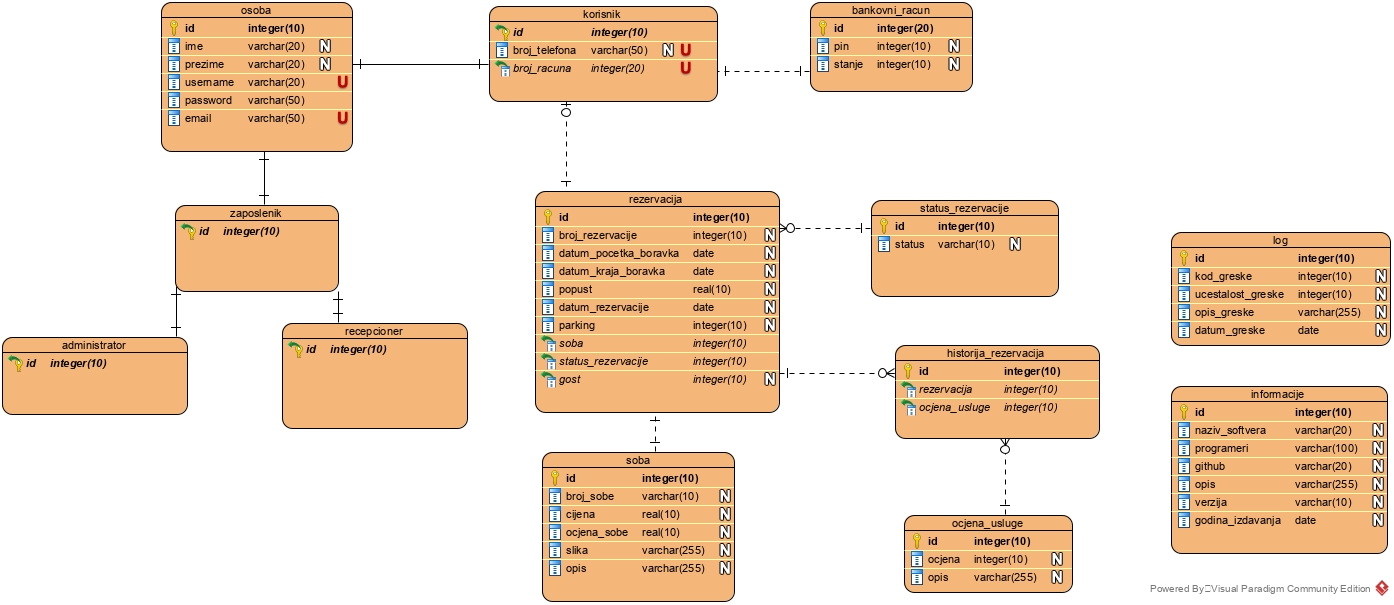 osoba
id integer(10)
ime varchar(20) N
prezime varchar(20) N
username varchar(20) U
password varchar(50)
email varchar(50) U
korisnik
id integer(10)
broj_telefona varchar(50) N U
broj_racuna integer(20) U
bankovni_racun
id integer(20)
pin integer(10) N
stanje integer(10) N
zaposlenik
id integer(10)
administrator
id integer(10)
recepcioner
id integer(10)
rezervacija
id integer(10)
broj_rezervacije integer(10) N
datum_pocetka_boravka date N
datum_kraja_boravka date N
popust real(10) N
datum_rezervacije date N
parking integer(10) N
soba integer(10)
status_rezervacije integer(10)
gost integer(10) N
status_rezervacije
id integer(10)
status varchar(10) N
historija_rezervacija
id integer(10)
rezervacija integer(10)
ocjena_usluge integer(10)
soba
id integer(10)
broj_sobe varchar(10) N
cijena real(10) N
ocjena_sobe real(10) N
slika varchar(255) N
opis varchar(255) N
ocjena_usluge
id integer(10)
ocjena integer(10) N
opis varchar(255) N
log
id integer(10)
kod_greske integer(10) N
ucestalost_greske integer(10) N
opis_greske varchar(255) N
datum_greske date N
informacije
id integer(10)
naziv_softvera varchar(20) N
programeri varchar(100) N
github varchar(20) N
opis varchar(255) N
verzija varchar(10) N
godina_izdavanja date N
Powered By Visual Paradigm Community Edition